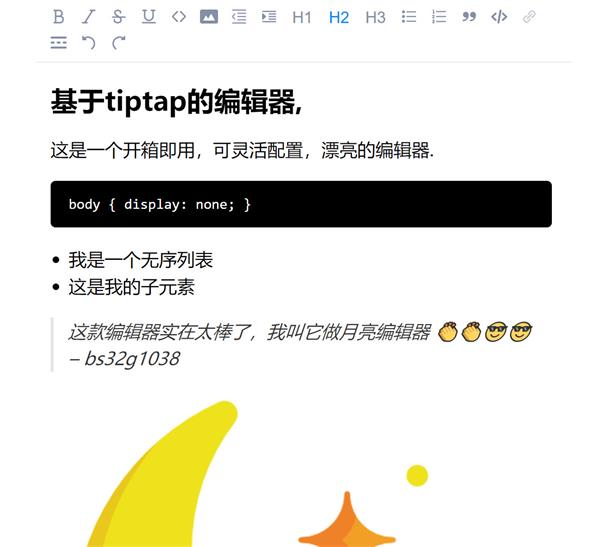 B I S U <> H1 H2 H3 </>
基于tiptap的编辑器,
这是一个开箱即用，可灵活配置，漂亮的编辑器.
body { display: none; }
我是一个无序列表
这是我的子元素
这款编辑器实在太棒了，我叫它做月亮编辑器 👏👏😎😎
– bs32g1038